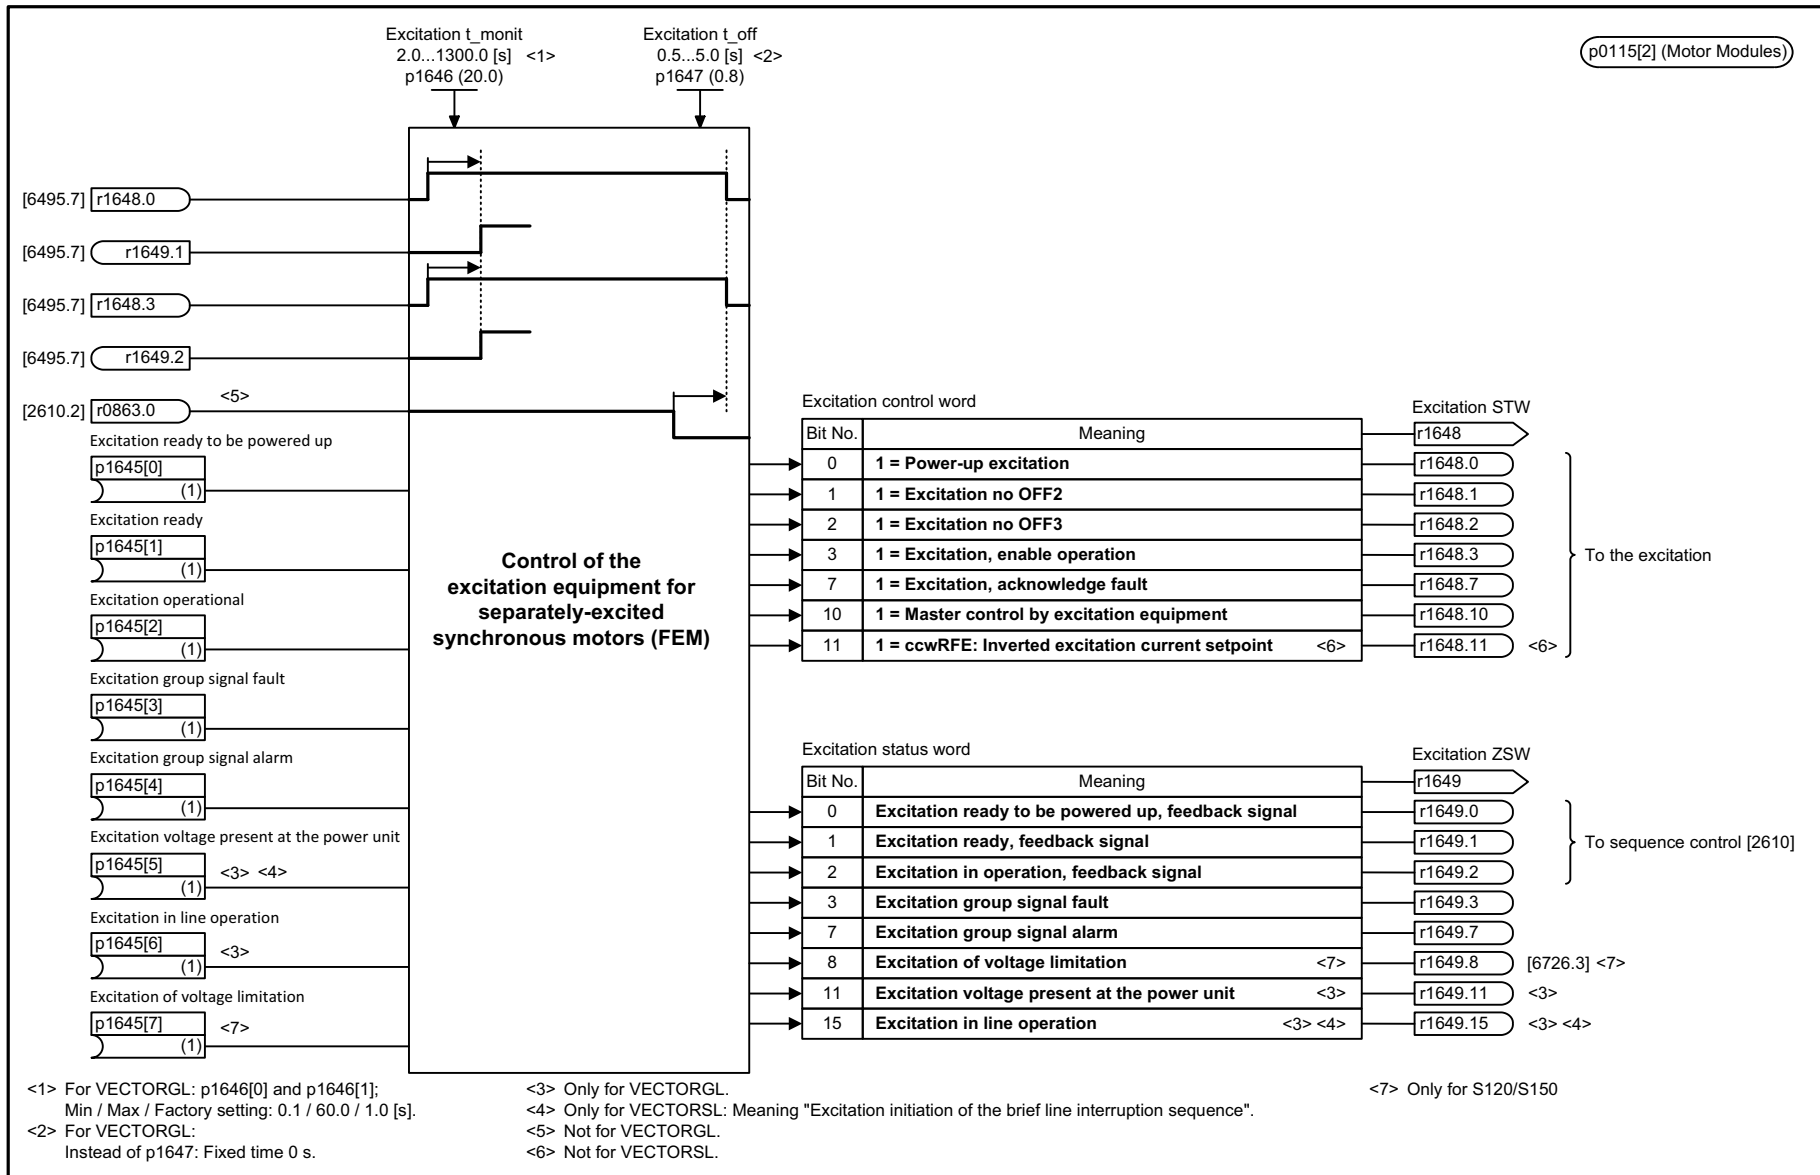 Excitation t_monit
2.0...1300.0 [s] <1>
p1646 (20.0)
Excitation t_off
0.5...5.0 [s] <2>
p1647 (0.8)
p0115[2] (Motor Modules)
[6495.7] r1648.0
[6495.7] r1649.1
[6495.7] r1648.3
[6495.7] r1649.2
[2610.2] r0863.0 <5>
Excitation ready to be powered up
p1645[0]
(1)
Excitation ready
p1645[1]
(1)
Excitation operational
p1645[2]
(1)
Excitation group signal fault
p1645[3]
(1)
Excitation group signal alarm
p1645[4]
(1)
Excitation voltage present at the power unit
p1645[5] <3> <4>
(1)
Excitation in line operation
p1645[6] <3>
(1)
Excitation of voltage limitation
p1645[7] <7>
(1)
Control of the
excitation equipment for
separately-excited
synchronous motors (FEM)
Excitation control word
Excitation STW
Bit No. Meaning r1648
0 1 = Power-up excitation r1648.0
1 1 = Excitation no OFF2 r1648.1
2 1 = Excitation no OFF3 r1648.2
3 1 = Excitation, enable operation r1648.3
7 1 = Excitation, acknowledge fault r1648.7
10 1 = Master control by excitation equipment r1648.10
11 1 = ccwRFE: Inverted excitation current setpoint <6> r1648.11 <6>
To the excitation
Excitation status word
Excitation ZSW
Bit No. Meaning r1649
0 Excitation ready to be powered up, feedback signal r1649.0
1 Excitation ready, feedback signal r1649.1
2 Excitation in operation, feedback signal r1649.2
To sequence control [2610]
3 Excitation group signal fault r1649.3
7 Excitation group signal alarm r1649.7
8 Excitation of voltage limitation <7> r1649.8 [6726.3] <7>
11 Excitation voltage present at the power unit <3> r1649.11 <3>
15 Excitation in line operation <3> <4> r1649.15 <3> <4>
<1> For VECTORGL: p1646[0] and p1646[1];
Min / Max / Factory setting: 0.1 / 60.0 / 1.0 [s].
<2> For VECTORGL:
Instead of p1647: Fixed time 0 s.
<3> Only for VECTORGL.
<4> Only for VECTORSL: Meaning "Excitation initiation of the brief line interruption sequence".
<5> Not for VECTORGL.
<6> Not for VECTORSL.
<7> Only for S120/S150